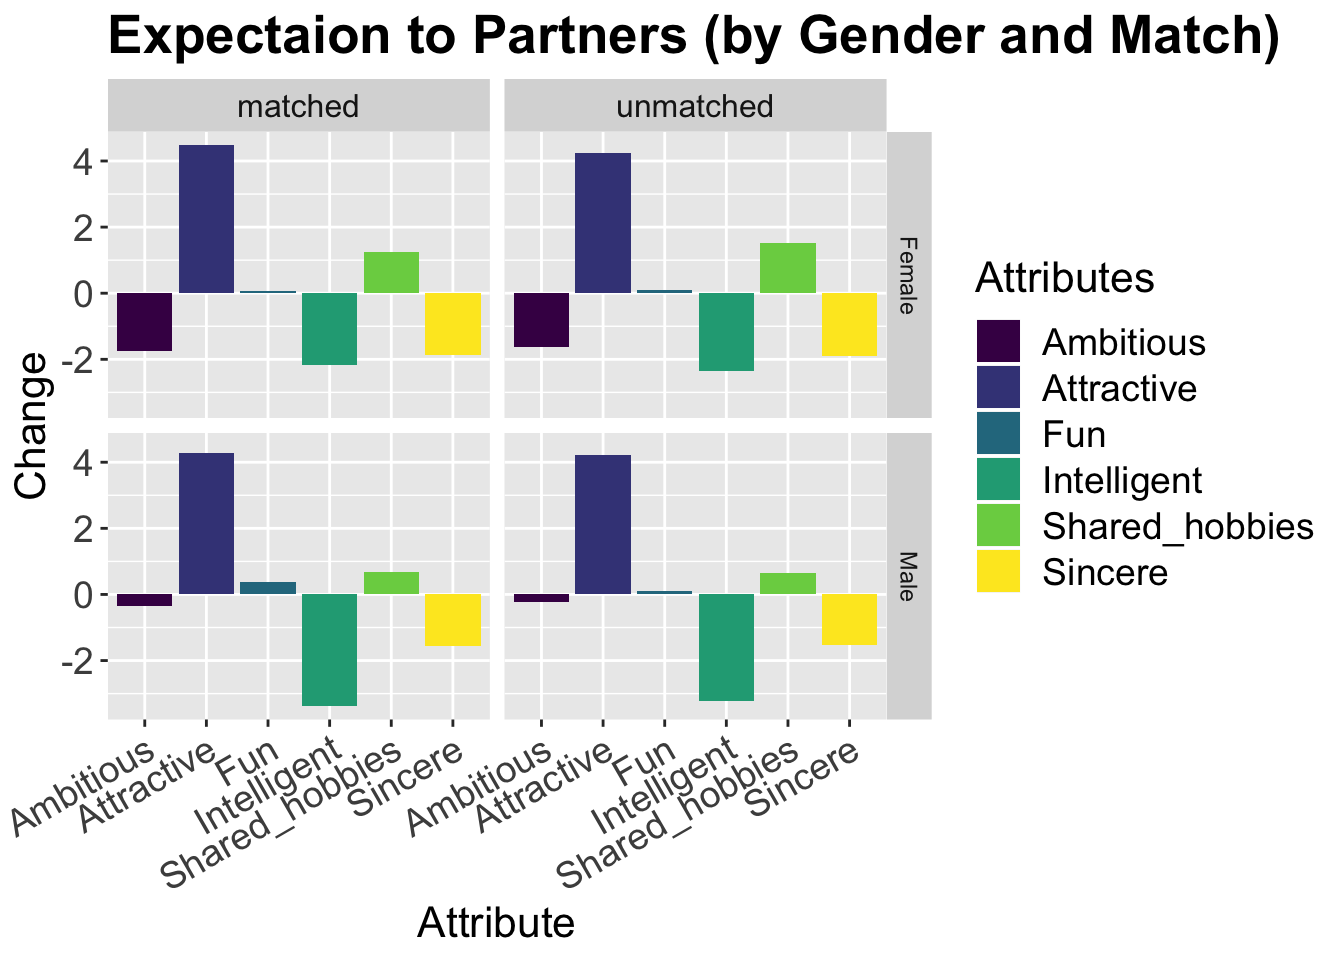 Expectaion to Partners (by Gender and Match)
matched
unmatched
Female
Male
Change
4
2
0
-2
4
2
0
-2
Ambitious
Attractive
Fun
Intelligent
Shared_hobbies
Sincere
Ambitious
Attractive
Fun
Intelligent
Shared_hobbies
Sincere
Attribute
Attributes
Ambitious
Attractive
Fun
Intelligent
Shared_hobbies
Sincere